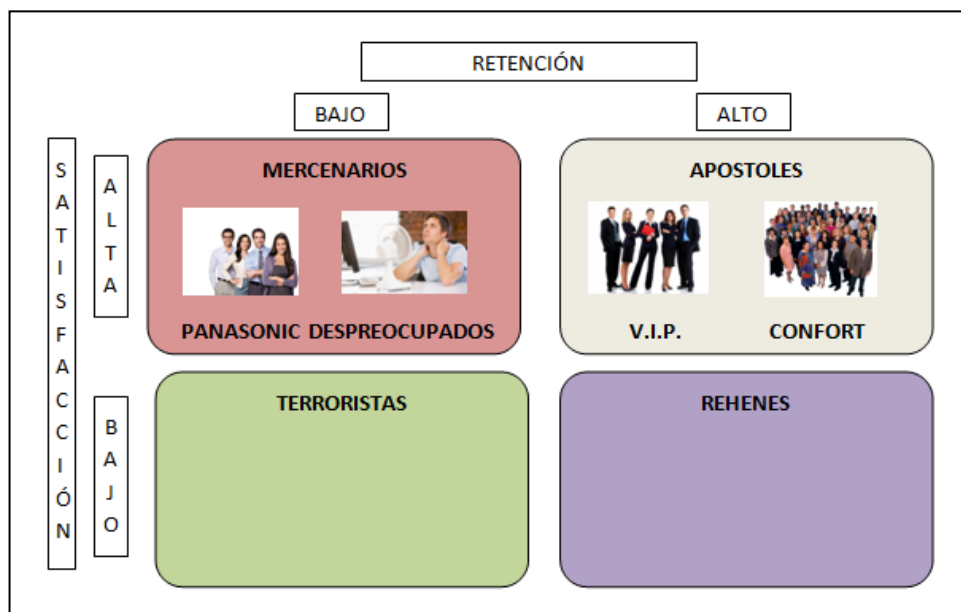 RETENCIÓN
BAJO ALTO
SATISFACCIÓN
ALTA
MERCENARIOS
PANASONIC DESPREOCUPADOS
APOSTOLES
V.I.P. CONFORT
BAJO
TERRORISTAS
REHENES